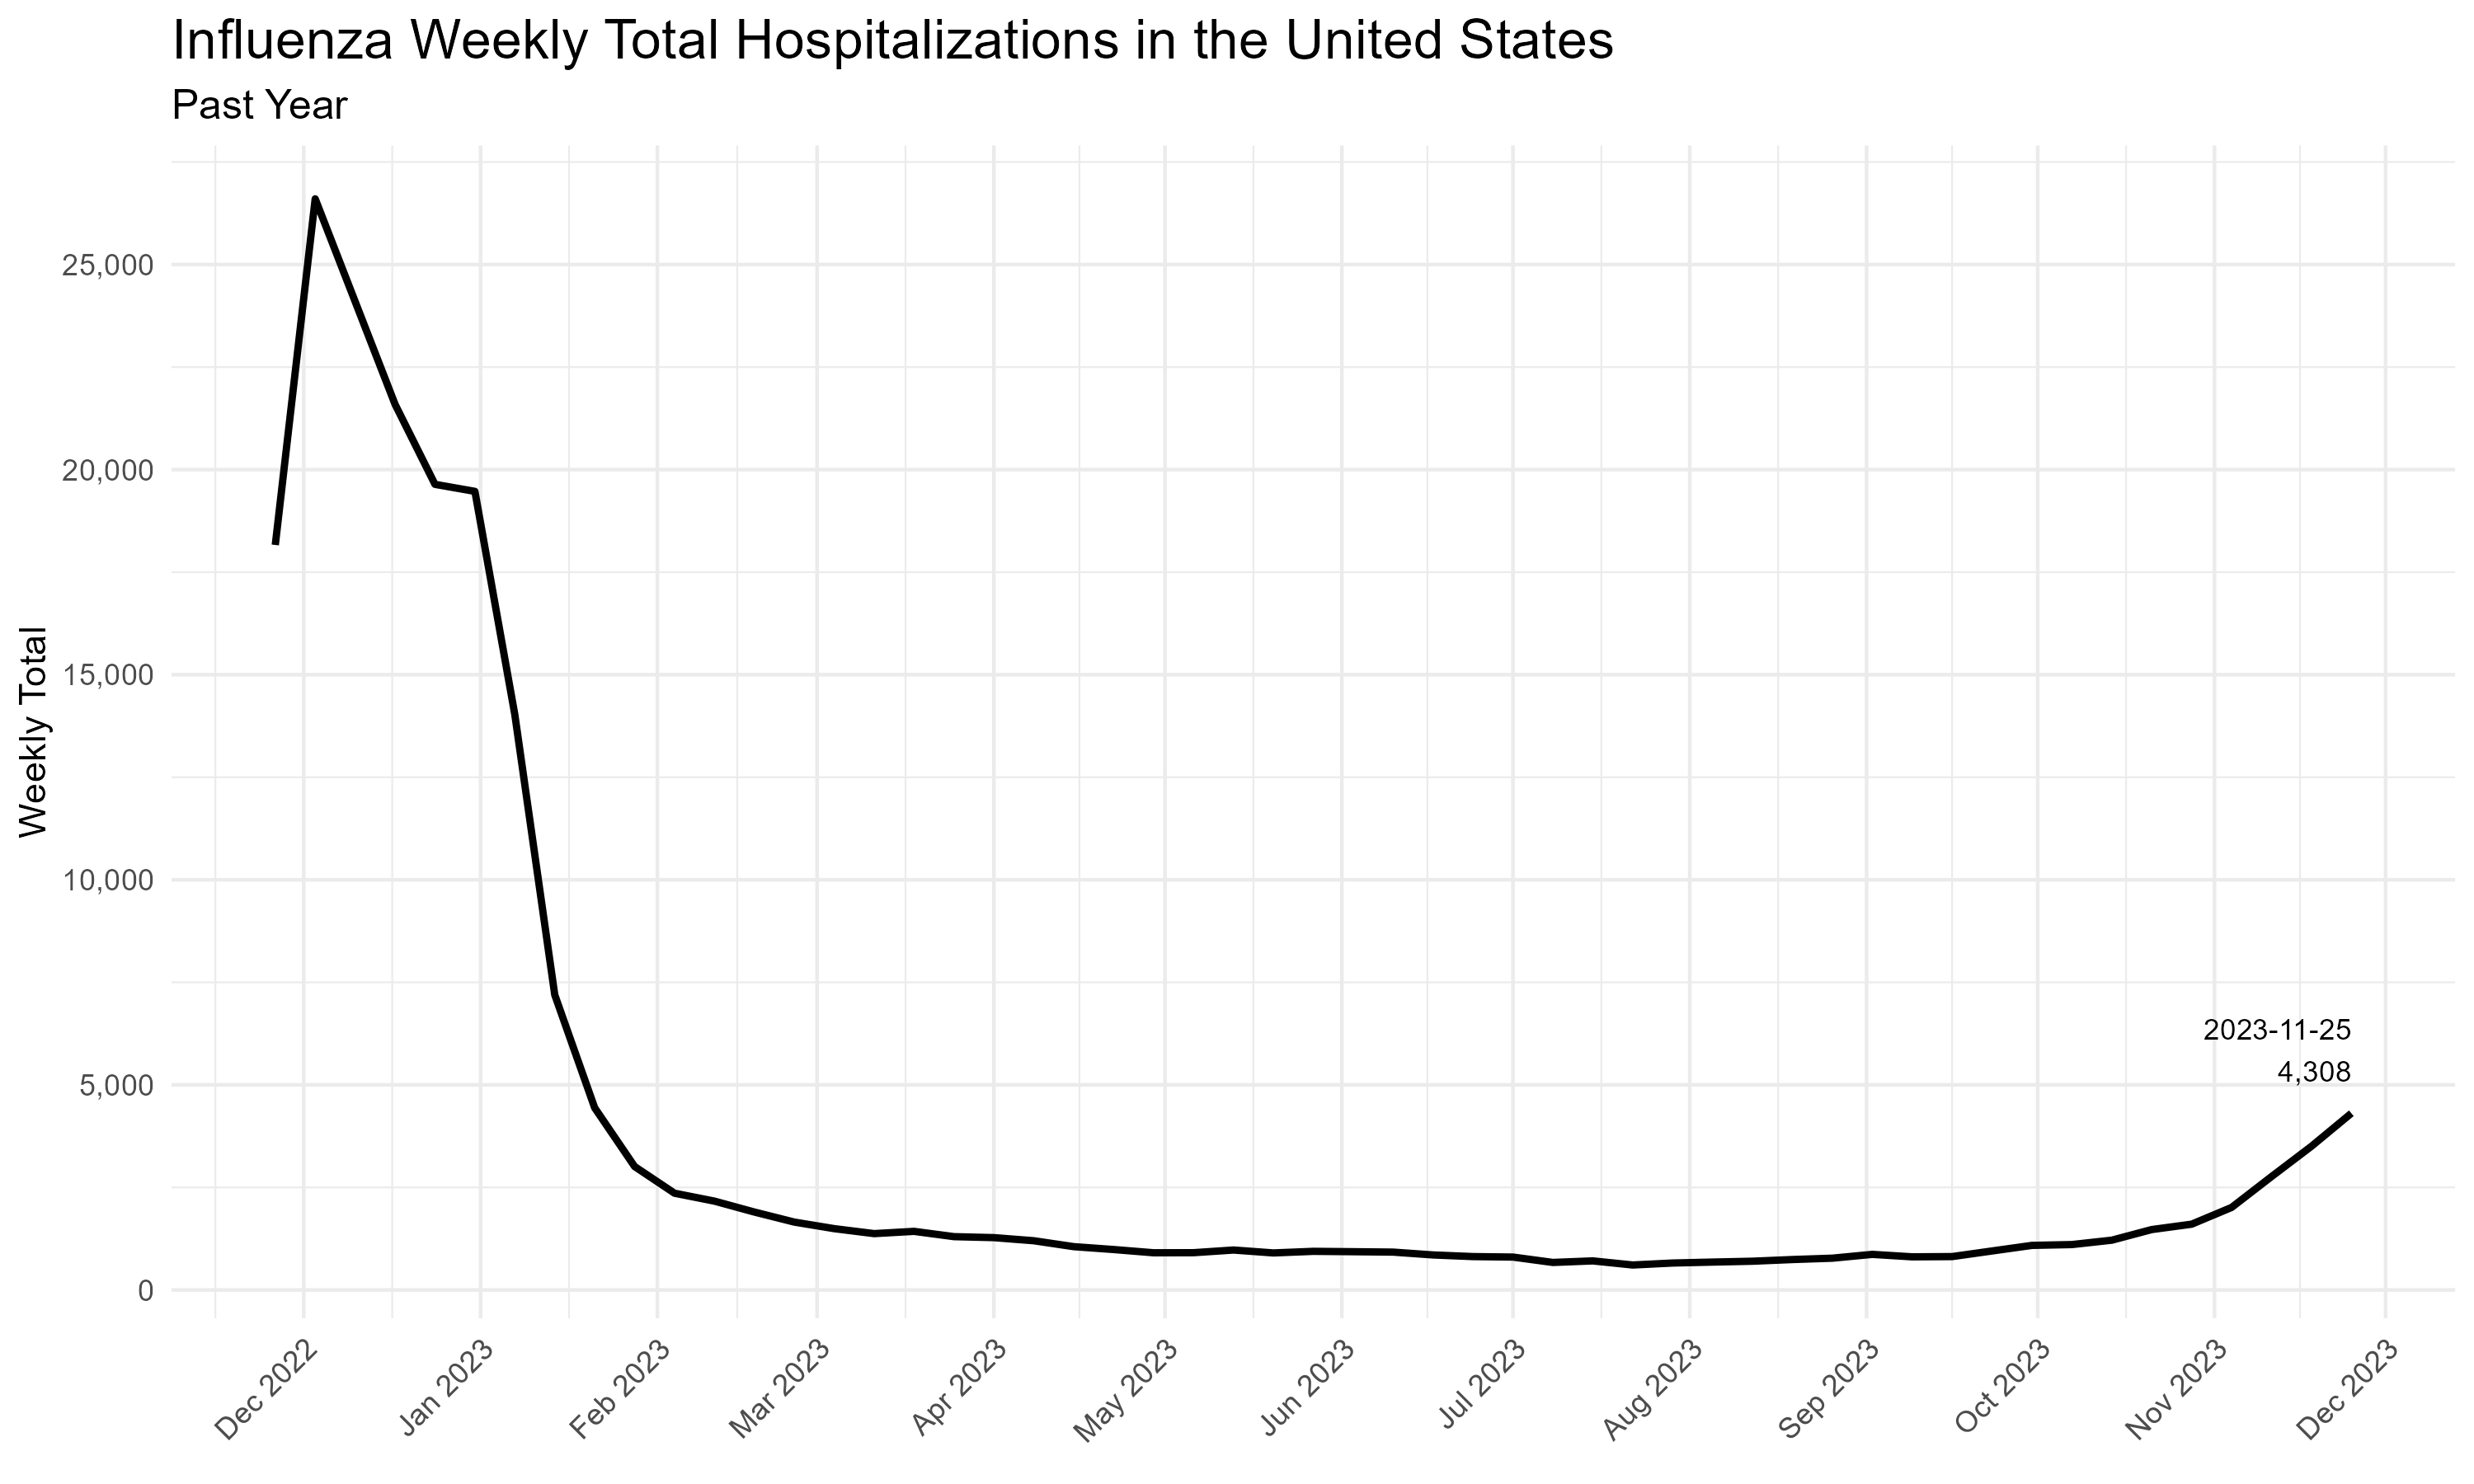 Influenza Weekly Total Hospitalizations in the United States
Past Year
Weekly Total
25,000
20,000
15,000
10,000
5,000
0
2023-11-25
4,308
Dec 2022
Jan 2023
Feb 2023
Mar 2023
Apr 2023
May 2023
Jun 2023
Jul 2023
Aug 2023
Sep 2023
Oct 2023
Nov 2023
Dec 2023